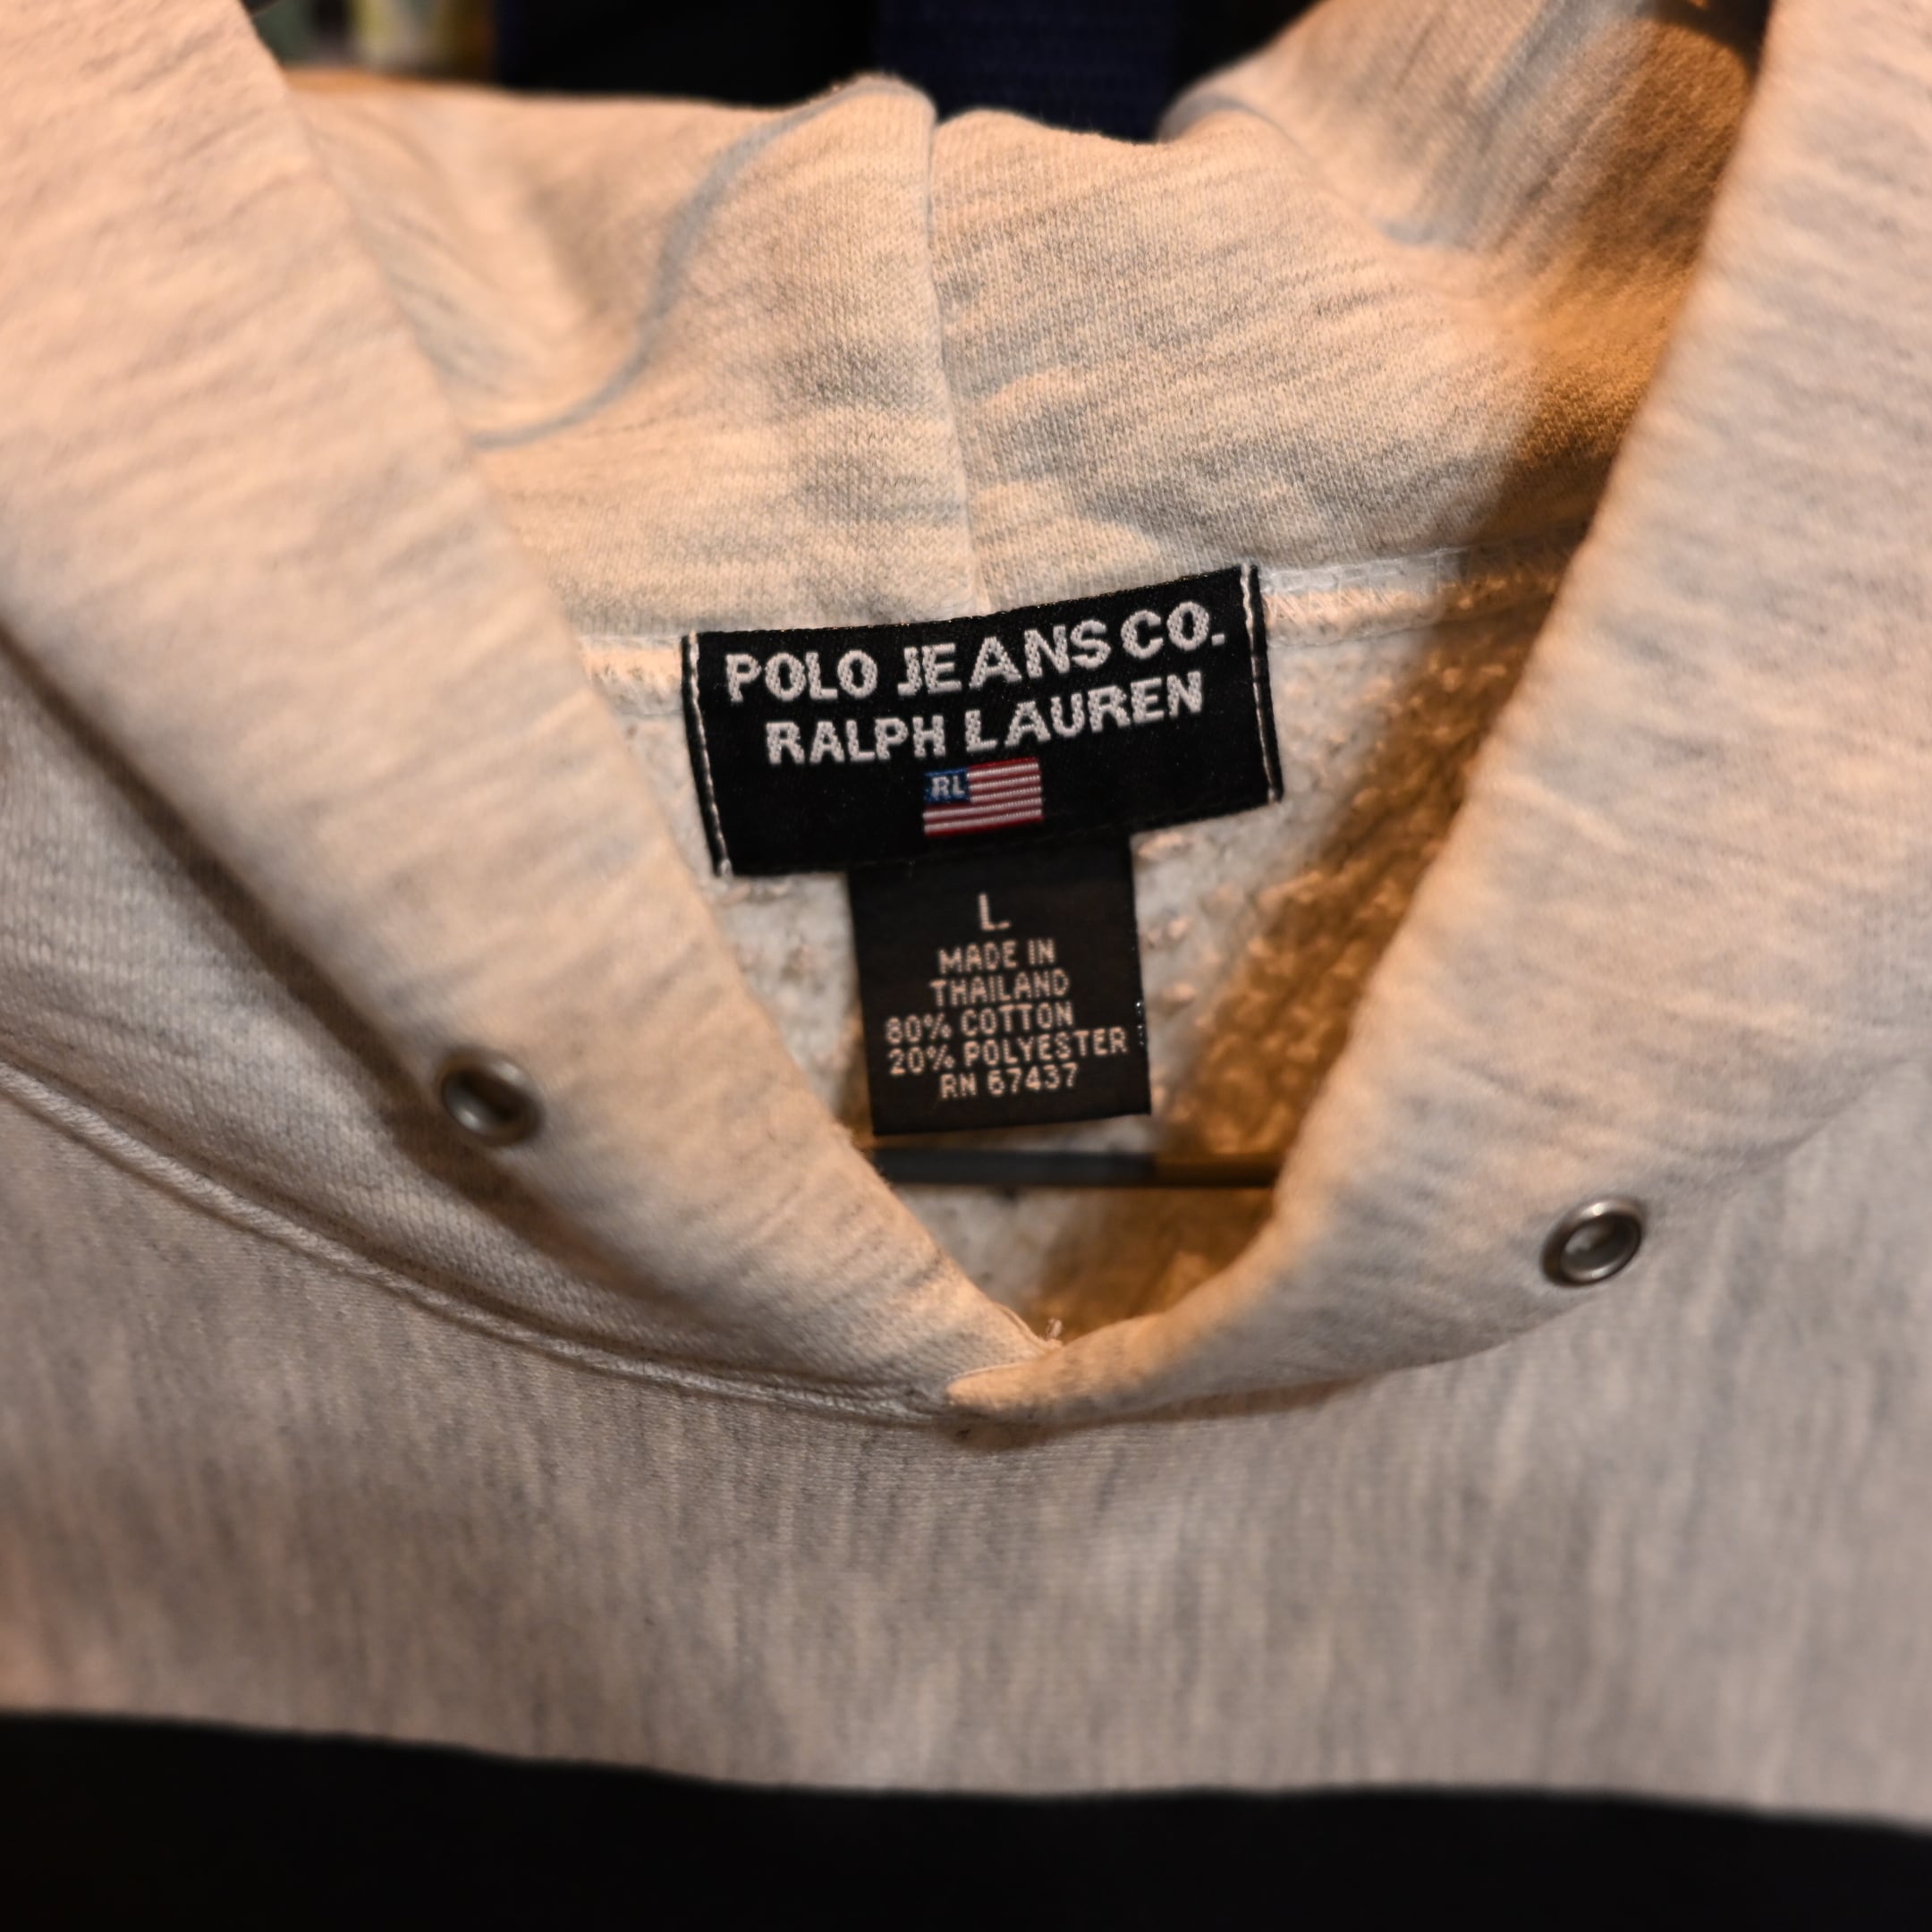 POLO JEANS CO.
RALPH LAUREN
RL
L
MADE IN
THAILAND
80% COTTON
20% POLYESTER
RN 67437